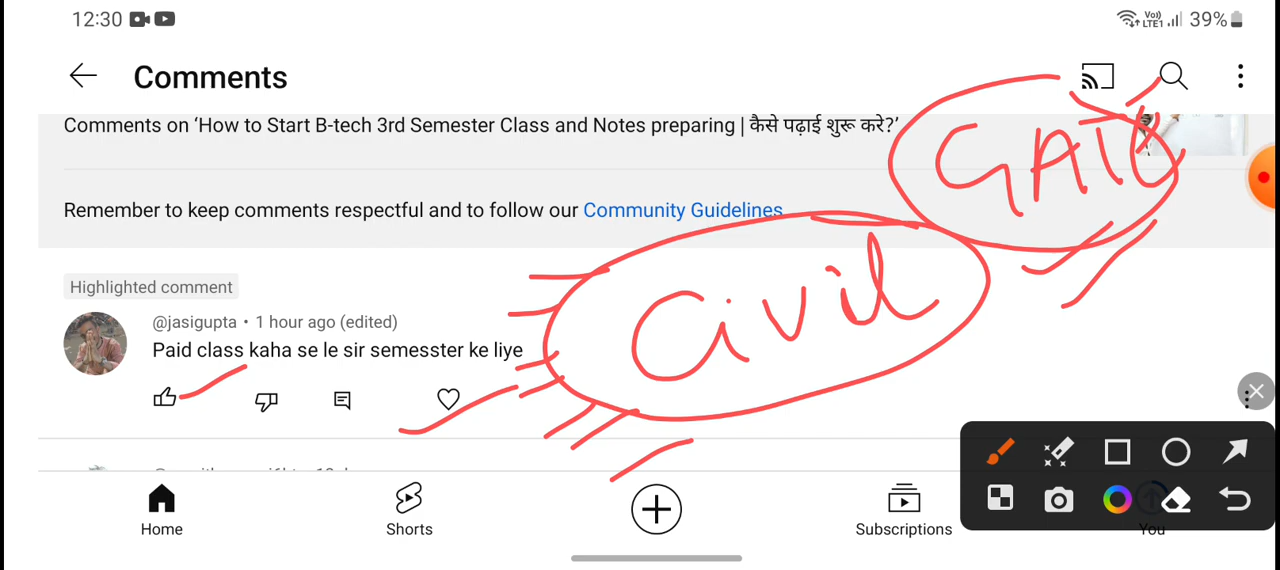 12:30 Vo) LTE1 39%
Comments
Comments on ‘How to Start B-tech 3rd Semester Class and Notes preparing | कैसे पढ़ाई शुरू करे?’
GATE
Remember to keep comments respectful and to follow our Community Guidelines
Civil
Highlighted comment
@jasigupta • 1 hour ago (edited)
Paid class kaha se le sir semesster ke liye
Home
Shorts
Subscriptions
You